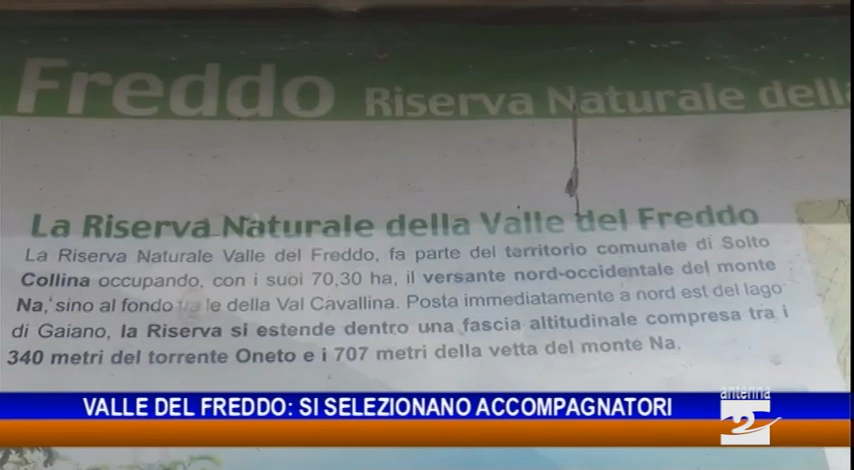 Freddo Riserva Naturale della
La Riserva Naturale della Valle del Freddo
La Riserva Naturale Valle del Freddo, fa parte del territorio comunale di Solto
Collina occupando, con i suoi 70,30 ha, il versante nord-occidentale del monte
Na, sino al fondo valle della Val Cavallina. Posta immediatamente a nord est del lago
di Gaiano, la Riserva si estende dentro una fascia altitudinale compresa tra i
340 metri del torrente Oneto e i 707 metri della vetta del monte Na.
VALLE DEL FREDDO: SI SELEZIONANO ACCOMPAGNATORI
antenna
2